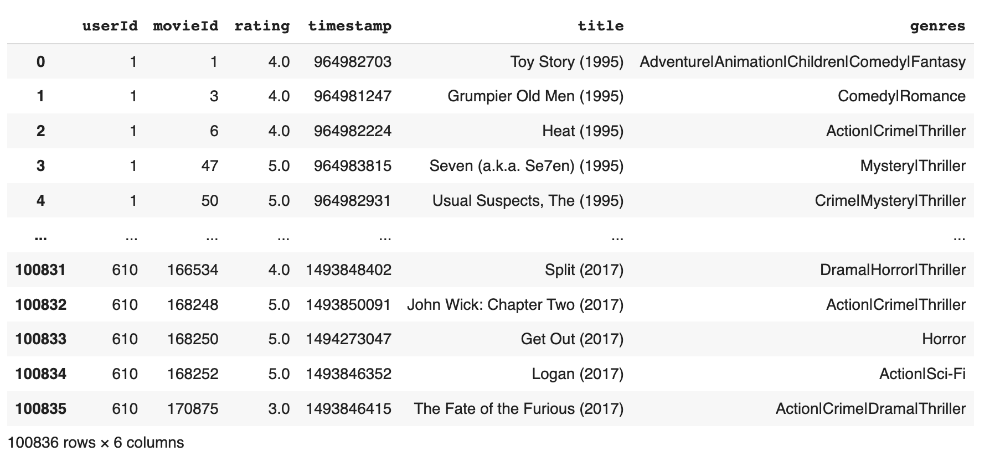 userId movieId rating timestamp title genres
0 1 1 4.0 964982703 Toy Story (1995) Adventure|Animation|Children|Comedy|Fantasy
1 1 3 4.0 964981247 Grumpier Old Men (1995) Comedy|Romance
2 1 6 4.0 964982224 Heat (1995) Action|Crime|Thriller
3 1 47 5.0 964983815 Seven (a.k.a. Se7en) (1995) Mystery|Thriller
4 1 50 5.0 964982931 Usual Suspects, The (1995) Crime|Mystery|Thriller
... ... ... ... ... ... ...
100831 610 166534 4.0 1493848402 Split (2017) Drama|Horror|Thriller
100832 610 168248 5.0 1493850091 John Wick: Chapter Two (2017) Action|Crime|Thriller
100833 610 168250 5.0 1494273047 Get Out (2017) Horror
100834 610 168252 5.0 1493846352 Logan (2017) Action|Sci-Fi
100835 610 170875 3.0 1493846415 The Fate of the Furious (2017) Action|Crime|Drama|Thriller
100836 rows × 6 columns